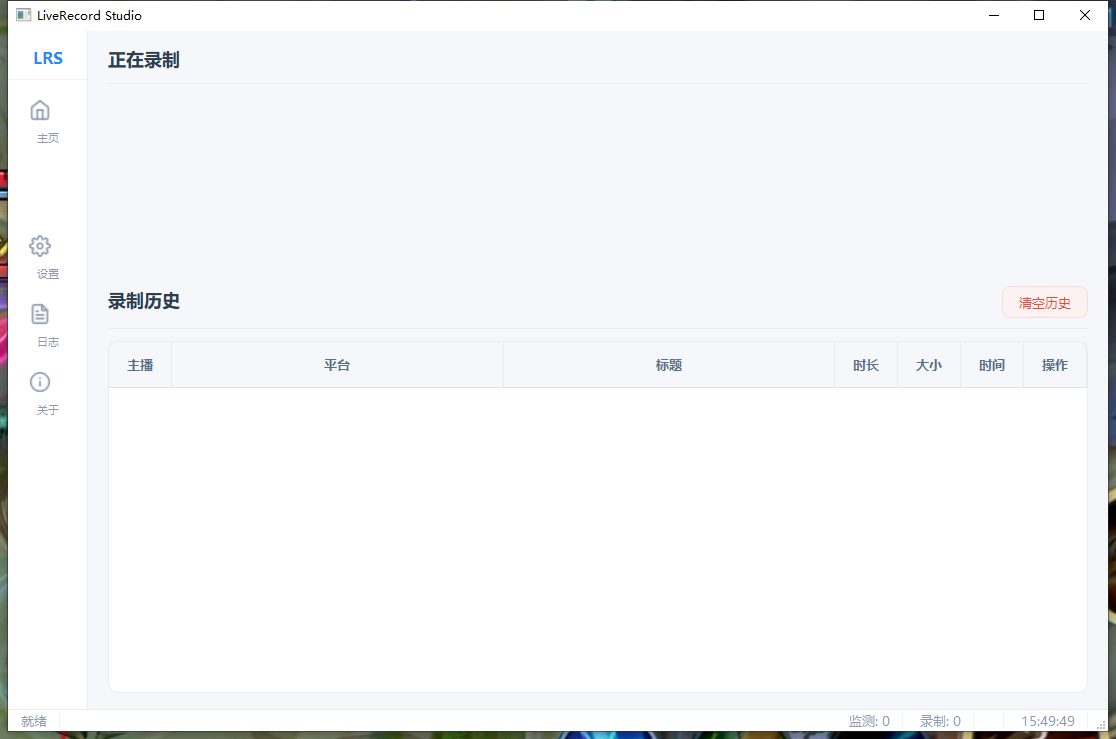 LiveRecord Studio
LRS
正在录制
主页
设置
日志
关于
录制历史
清空历史
主播 平台 标题 时长 大小 时间 操作
就绪 监测: 0 录制: 0 15:49:49